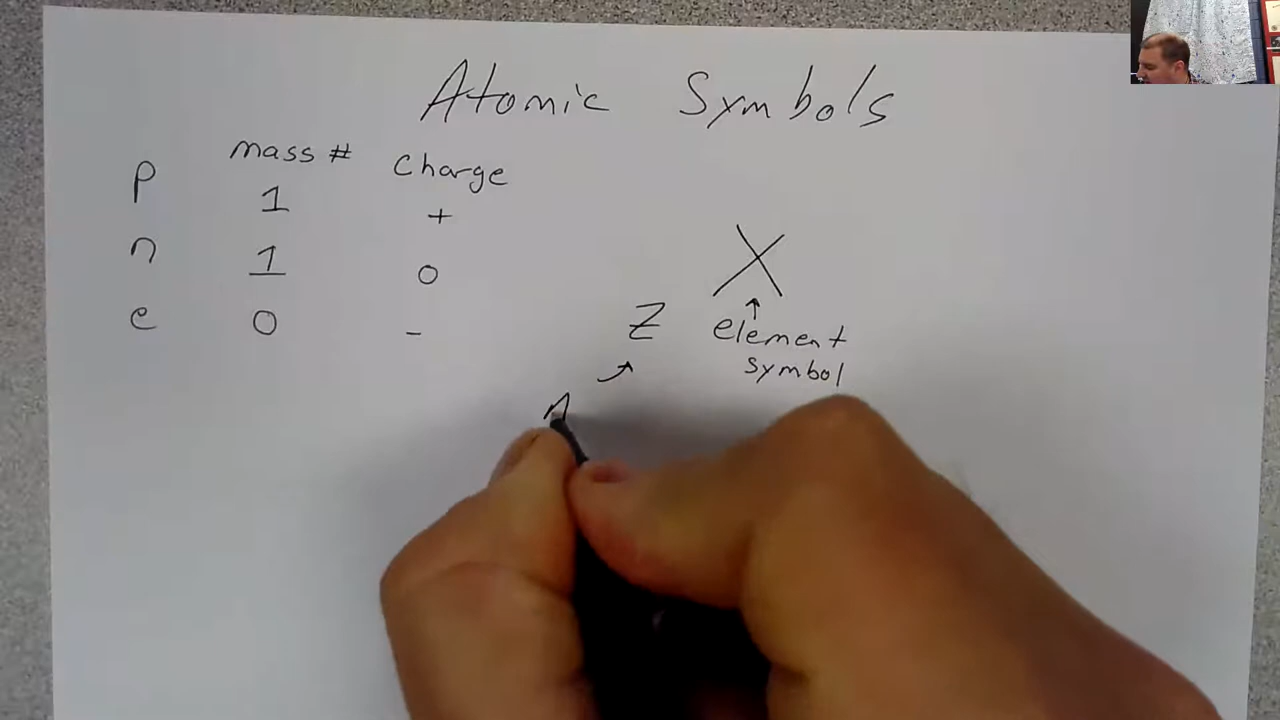 Atomic Symbols
mass # Charge
p 1 +
n 1 0
e 0 -
X
Z element
symbol
A